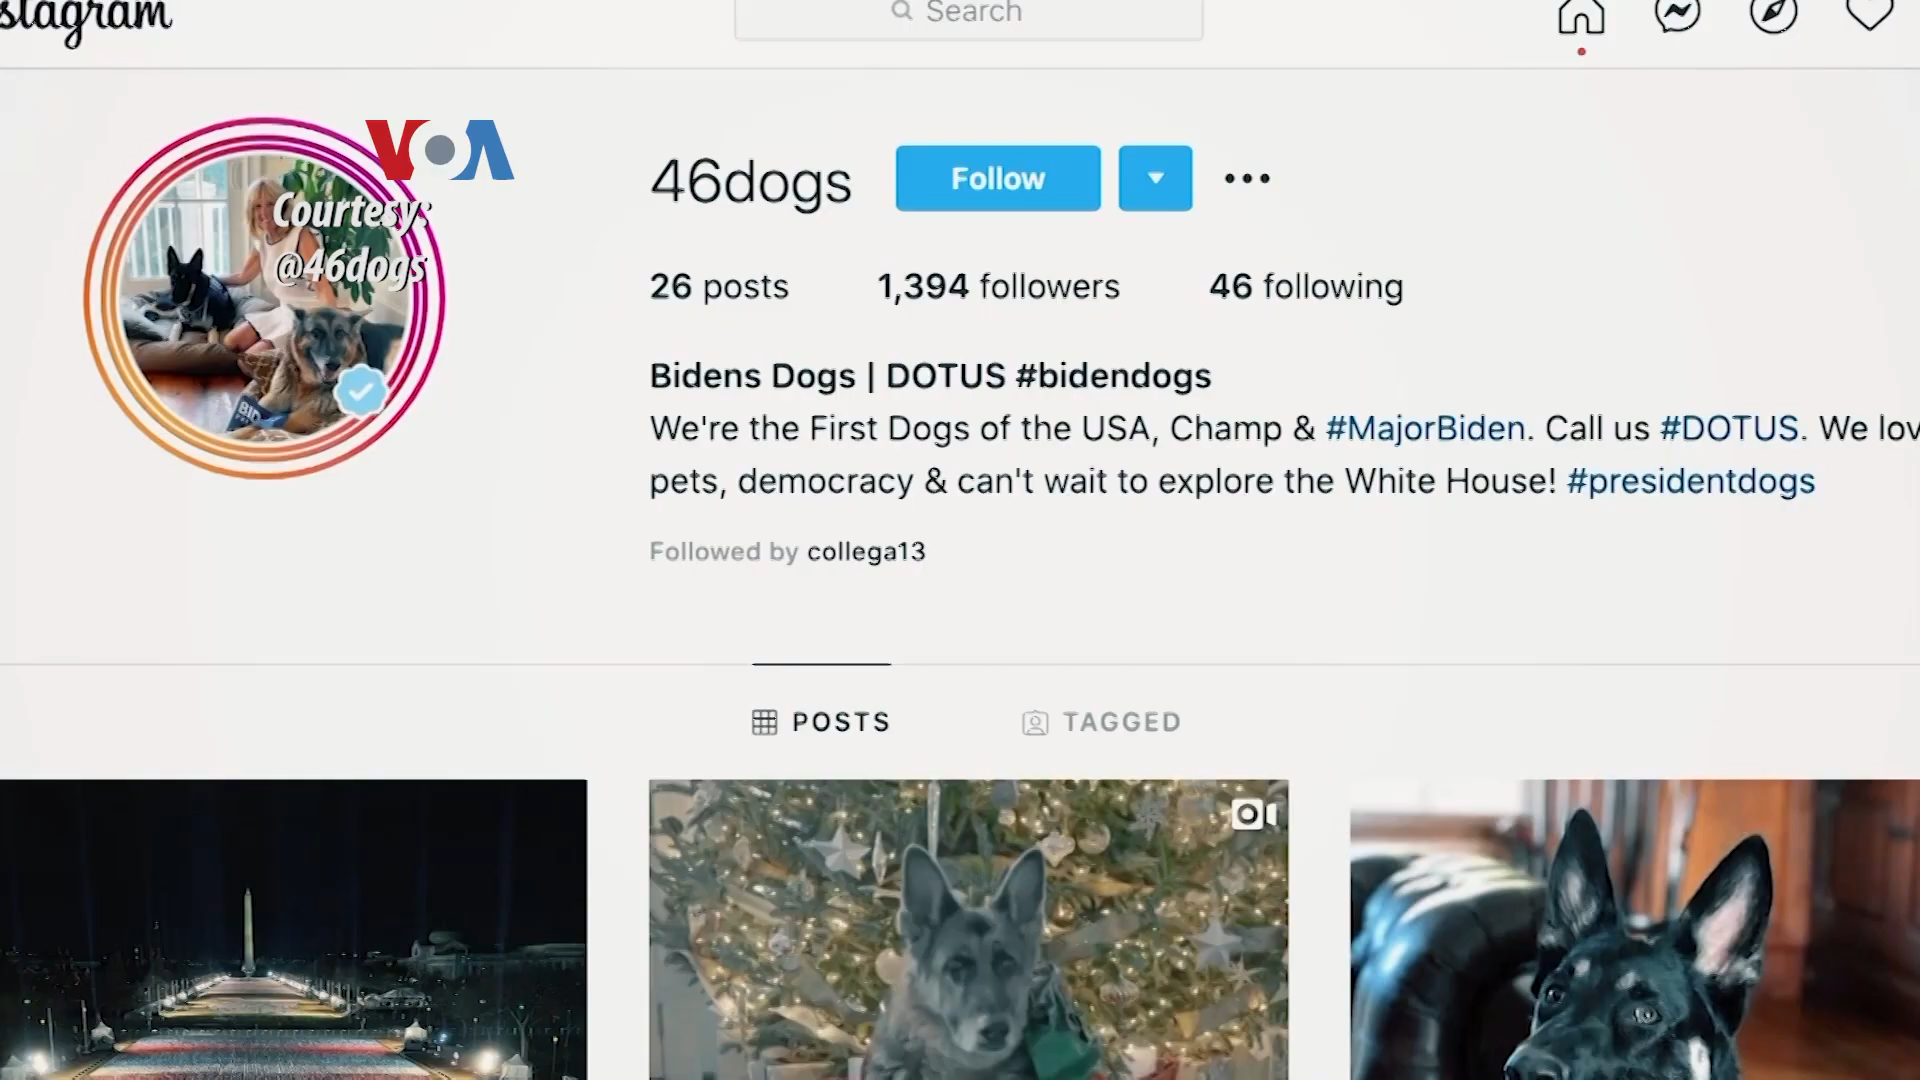 stagram
Search
VOA
Courtesy:
@46dogs
46dogs
Follow
26 posts 1,394 followers 46 following
Bidens Dogs | DOTUS #bidendogs
We're the First Dogs of the USA, Champ & #MajorBiden. Call us #DOTUS. We lov
pets, democracy & can't wait to explore the White House! #presidentdogs
Followed by collega13
POSTS TAGGED